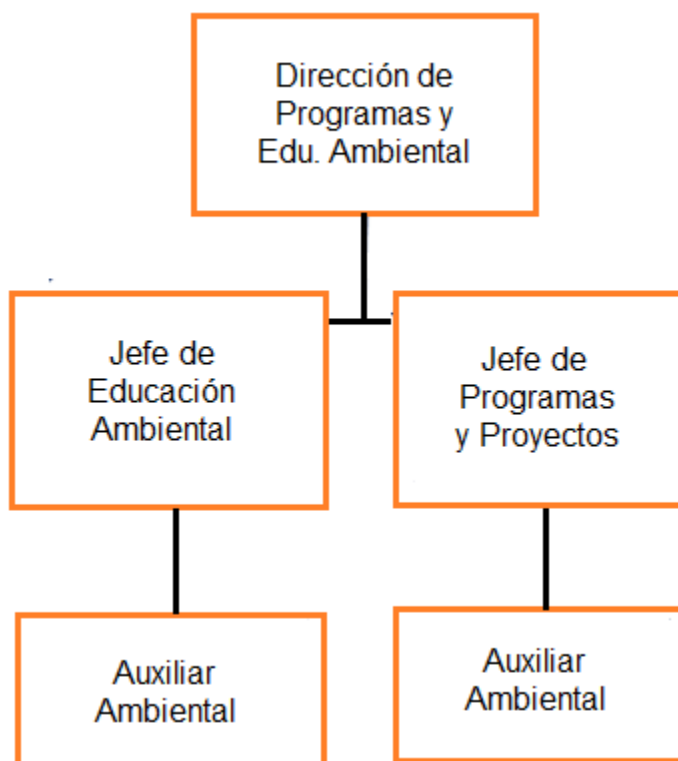 Dirección de
Programas y
Edu. Ambiental
Jefe de
Educación
Ambiental
Jefe de
Programas
y Proyectos
Auxiliar
Ambiental
Auxiliar
Ambiental